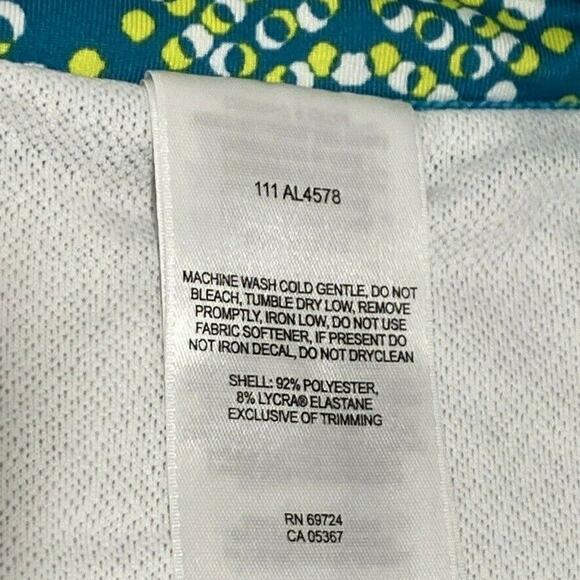 111 AL4578
MACHINE WASH COLD GENTLE, DO NOT
BLEACH, TUMBLE DRY LOW, REMOVE
PROMPTLY, IRON LOW, DO NOT USE
FABRIC SOFTENER, IF PRESENT DO
NOT IRON DECAL, DO NOT DRYCLEAN
SHELL: 92% POLYESTER,
8% LYCRA® ELASTANE
EXCLUSIVE OF TRIMMING
RN 69724
CA 05367